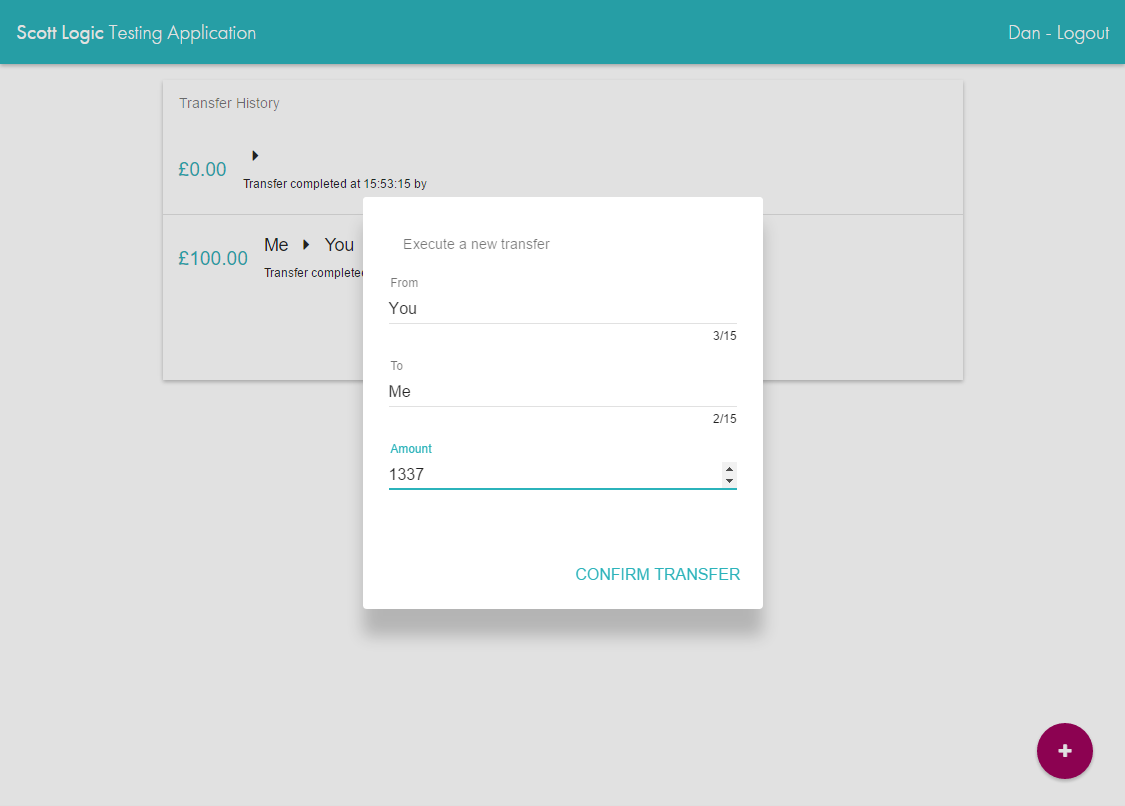 Scott Logic Testing Application
Dan - Logout
Transfer History
£0.00
Transfer completed at 15:53:15 by
£100.00
Me You
Transfer completed
Execute a new transfer
From
You
3/15
To
Me
2/15
Amount
1337
CONFIRM TRANSFER
+